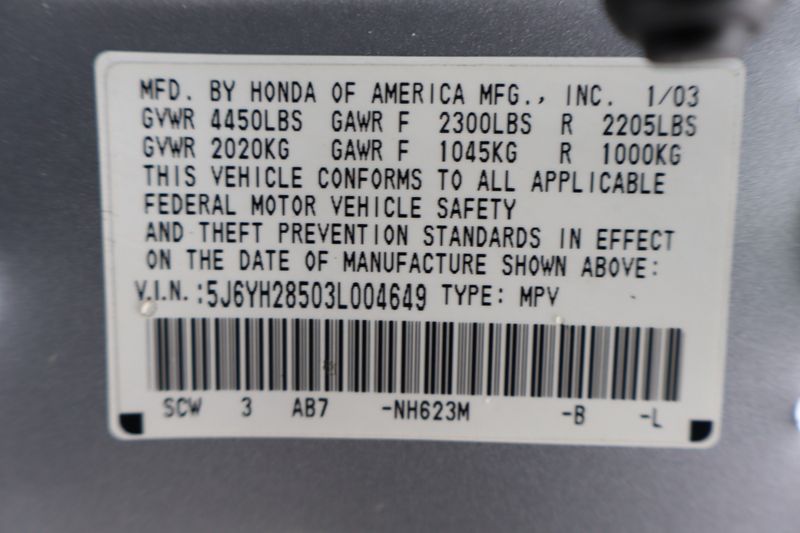 MFD. BY HONDA OF AMERICA MFG., INC. 1/03
GVWR 4450LBS GAWR F 2300LBS R 2205LBS
GVWR 2020KG GAWR F 1045KG R 1000KG
THIS VEHICLE CONFORMS TO ALL APPLICABLE
FEDERAL MOTOR VEHICLE SAFETY
AND THEFT PREVENTION STANDARDS IN EFFECT
ON THE DATE OF MANUFACTURE SHOWN ABOVE:
V.I.N.:5J6YH28503L004649 TYPE: MPV
SCW 3 AB7 -NH623M -B -L